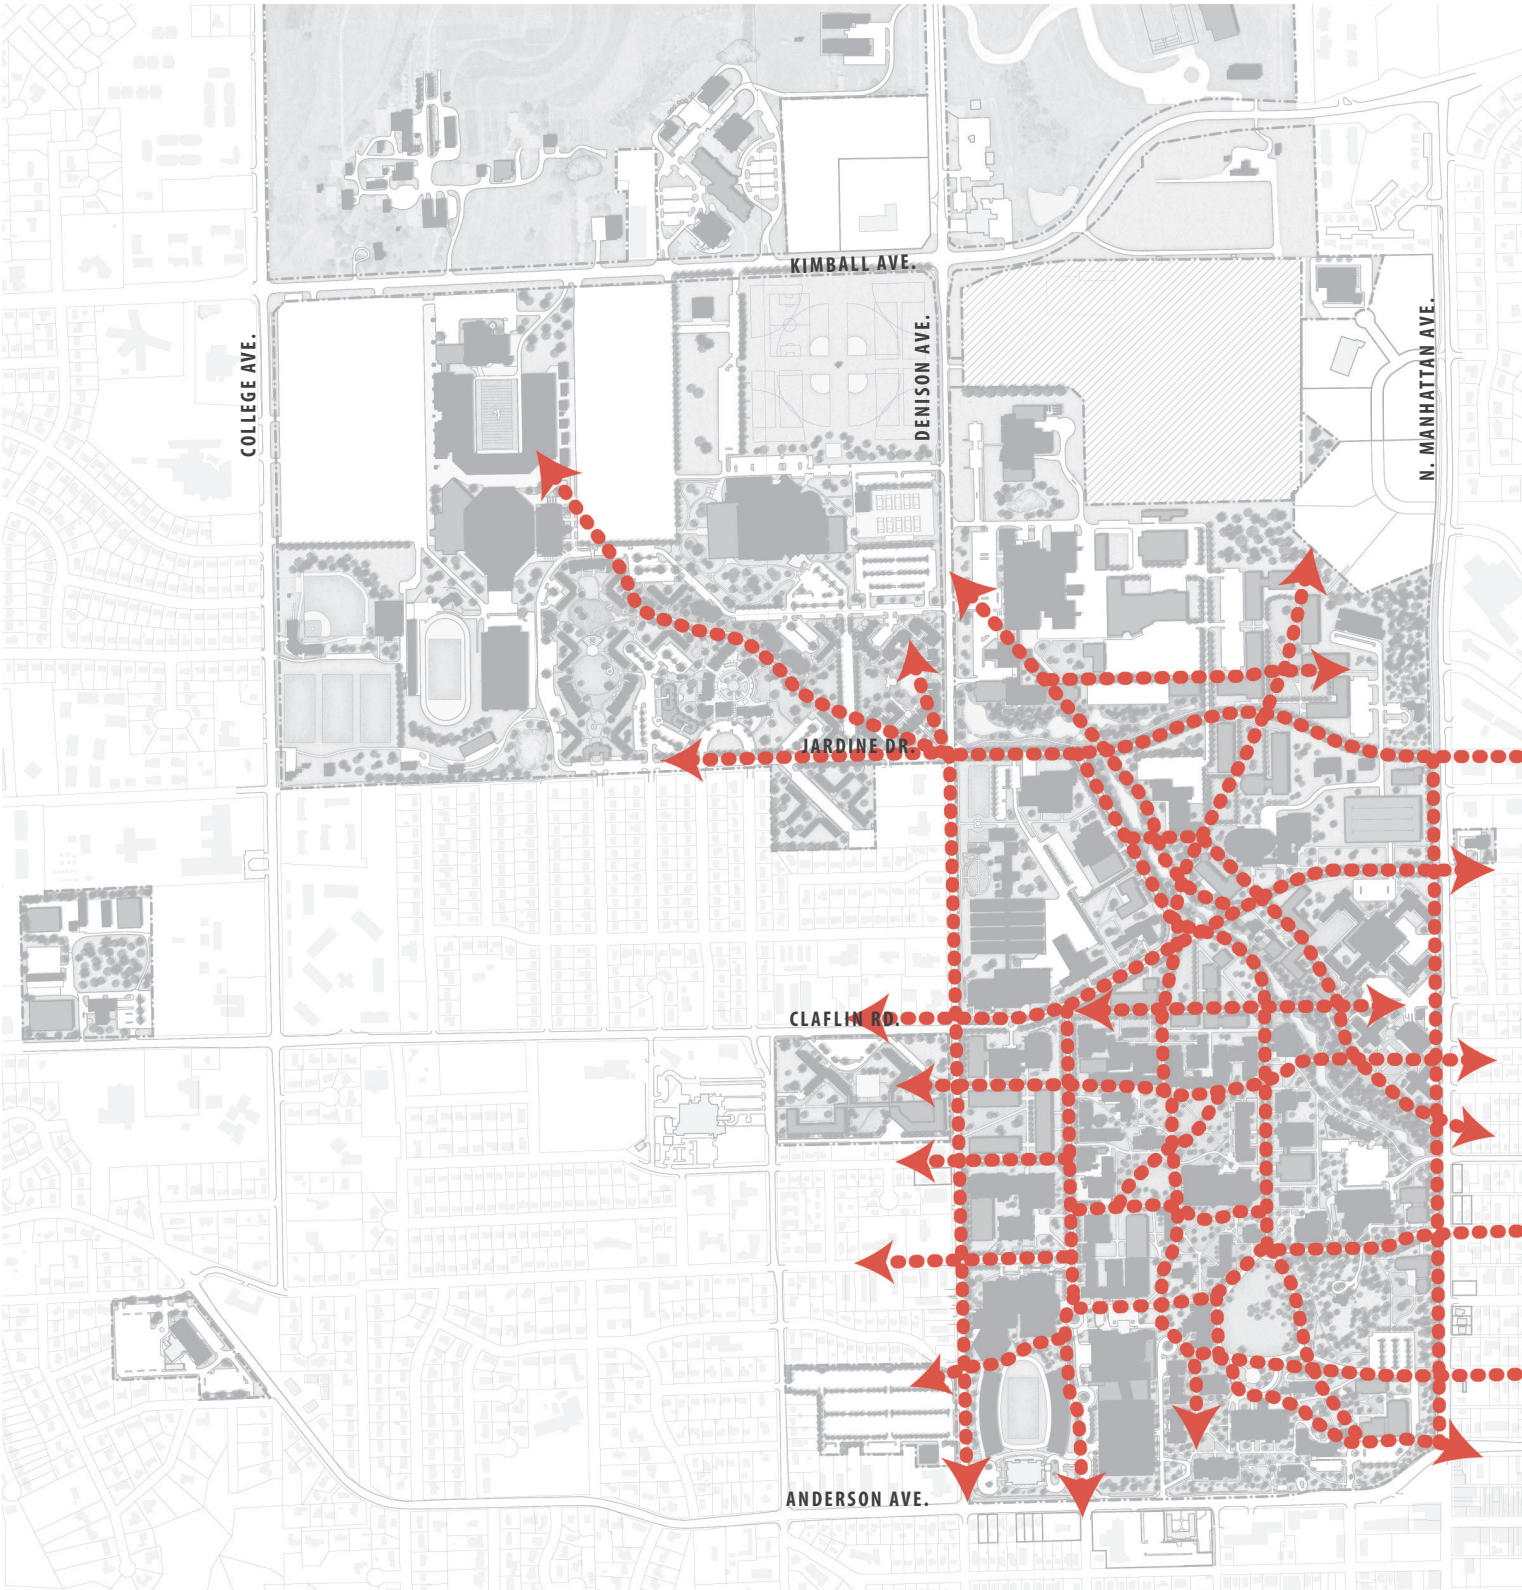 KIMBALL AVE.
COLLEGE AVE.
DENISON AVE.
N. MANHATTAN AVE.
JARDINE DR.
CLAFLIN RD.
ANDERSON AVE.